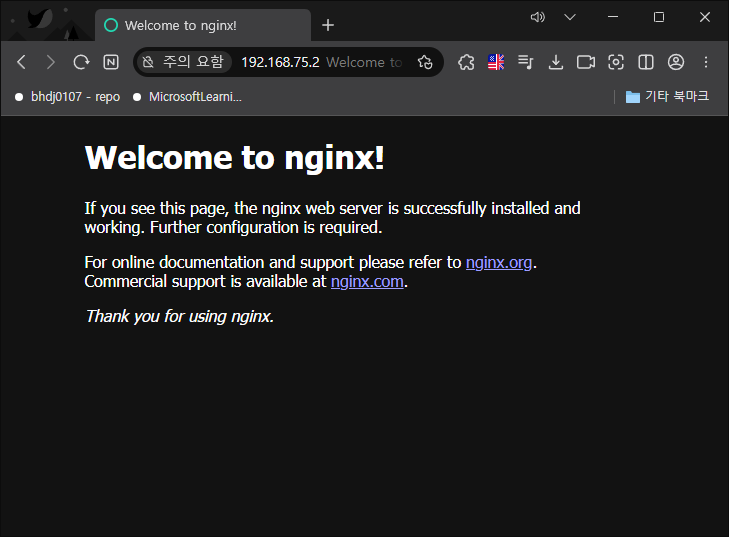 Welcome to nginx!
주의 요함 192.168.75.2 Welcome to
bhdj0107 - repo MicrosoftLearni... 기타 북마크
Welcome to nginx!
If you see this page, the nginx web server is successfully installed and
working. Further configuration is required.
For online documentation and support please refer to nginx.org.
Commercial support is available at nginx.com.
Thank you for using nginx.